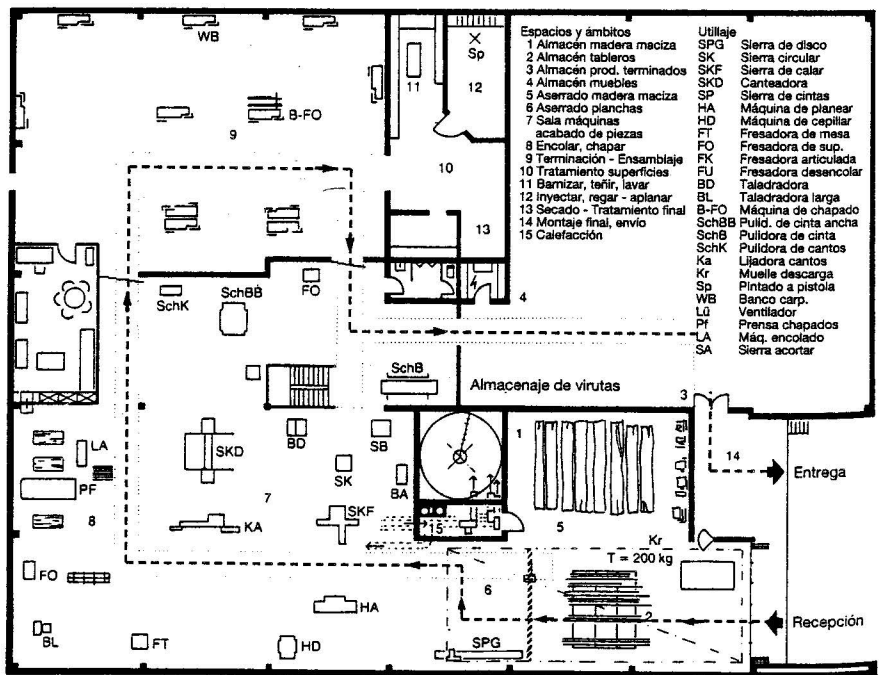 Espacios y ámbitos
1 Almacén madera maciza
2 Almacén tableros
3 Almacén prod. terminados
4 Almacén muebles
5 Aserrado madera maciza
6 Aserrado planchas
7 Sala máquinas
acabado de piezas
8 Encolar, chapar
9 Terminación - Ensamblaje
10 Tratamiento superficies
11 Barnizar, teñir, lavar
12 Inyectar, regar - aplanar
13 Secado - Tratamiento final
14 Montaje final, envío
15 Calefacción
Utillaje
SPG Sierra de disco
SK Sierra circular
SKF Sierra de calar
SKD Canteadora
SP Sierra de cintas
HA Máquina de planear
HD Máquina de cepillar
FT Fresadora de mesa
FO Fresadora de sup.
FK Fresadora articulada
FU Fresadora desencolar
BD Taladradora
BL Taladradora larga
B-FO Máquina de chapado
SchBB Pulid. de cinta ancha
SchB Pulidora de cinta
SchK Pulidora de cantos
Ka Lijadora cantos
Kr Muelle descarga
Sp Pintado a pistola
WB Banco carp.
Lü Ventilador
Pf Prensa chapados
LA Máq. encolado
SA Sierra acortar
WB
Sp
11
12
B-FO
9
10
13
SchK
SchBB
FO
4
SchB
Almacenaje de virutas
3
LA
SKD
BD
SB
1
14
Entrega
PF
SK
BA
7
8
KA
SKF
15
5
Kr
T = 200 kg
FO
6
2
HA
Recepción
BL
FT
HD
SPG